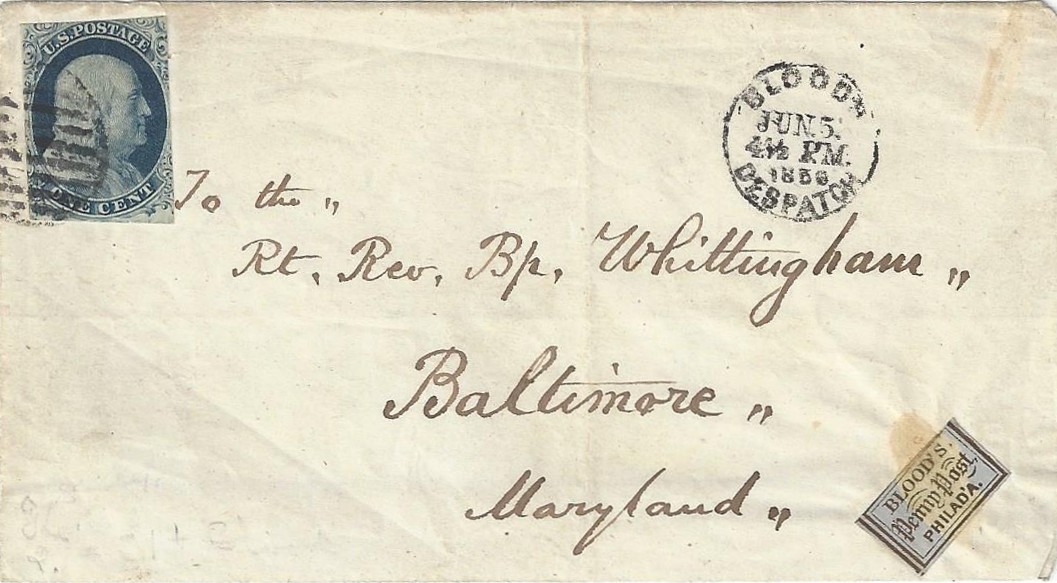 U.S. POSTAGE
ONE CENT
BLOOD'S
JUN 5.
4½ PM.
1856
DESPATCH
To the „
Rt. Rev. Bp. Whittingham „
Baltimore „
Maryland „
BLOOD'S.
Penny Post,
PHILADA.